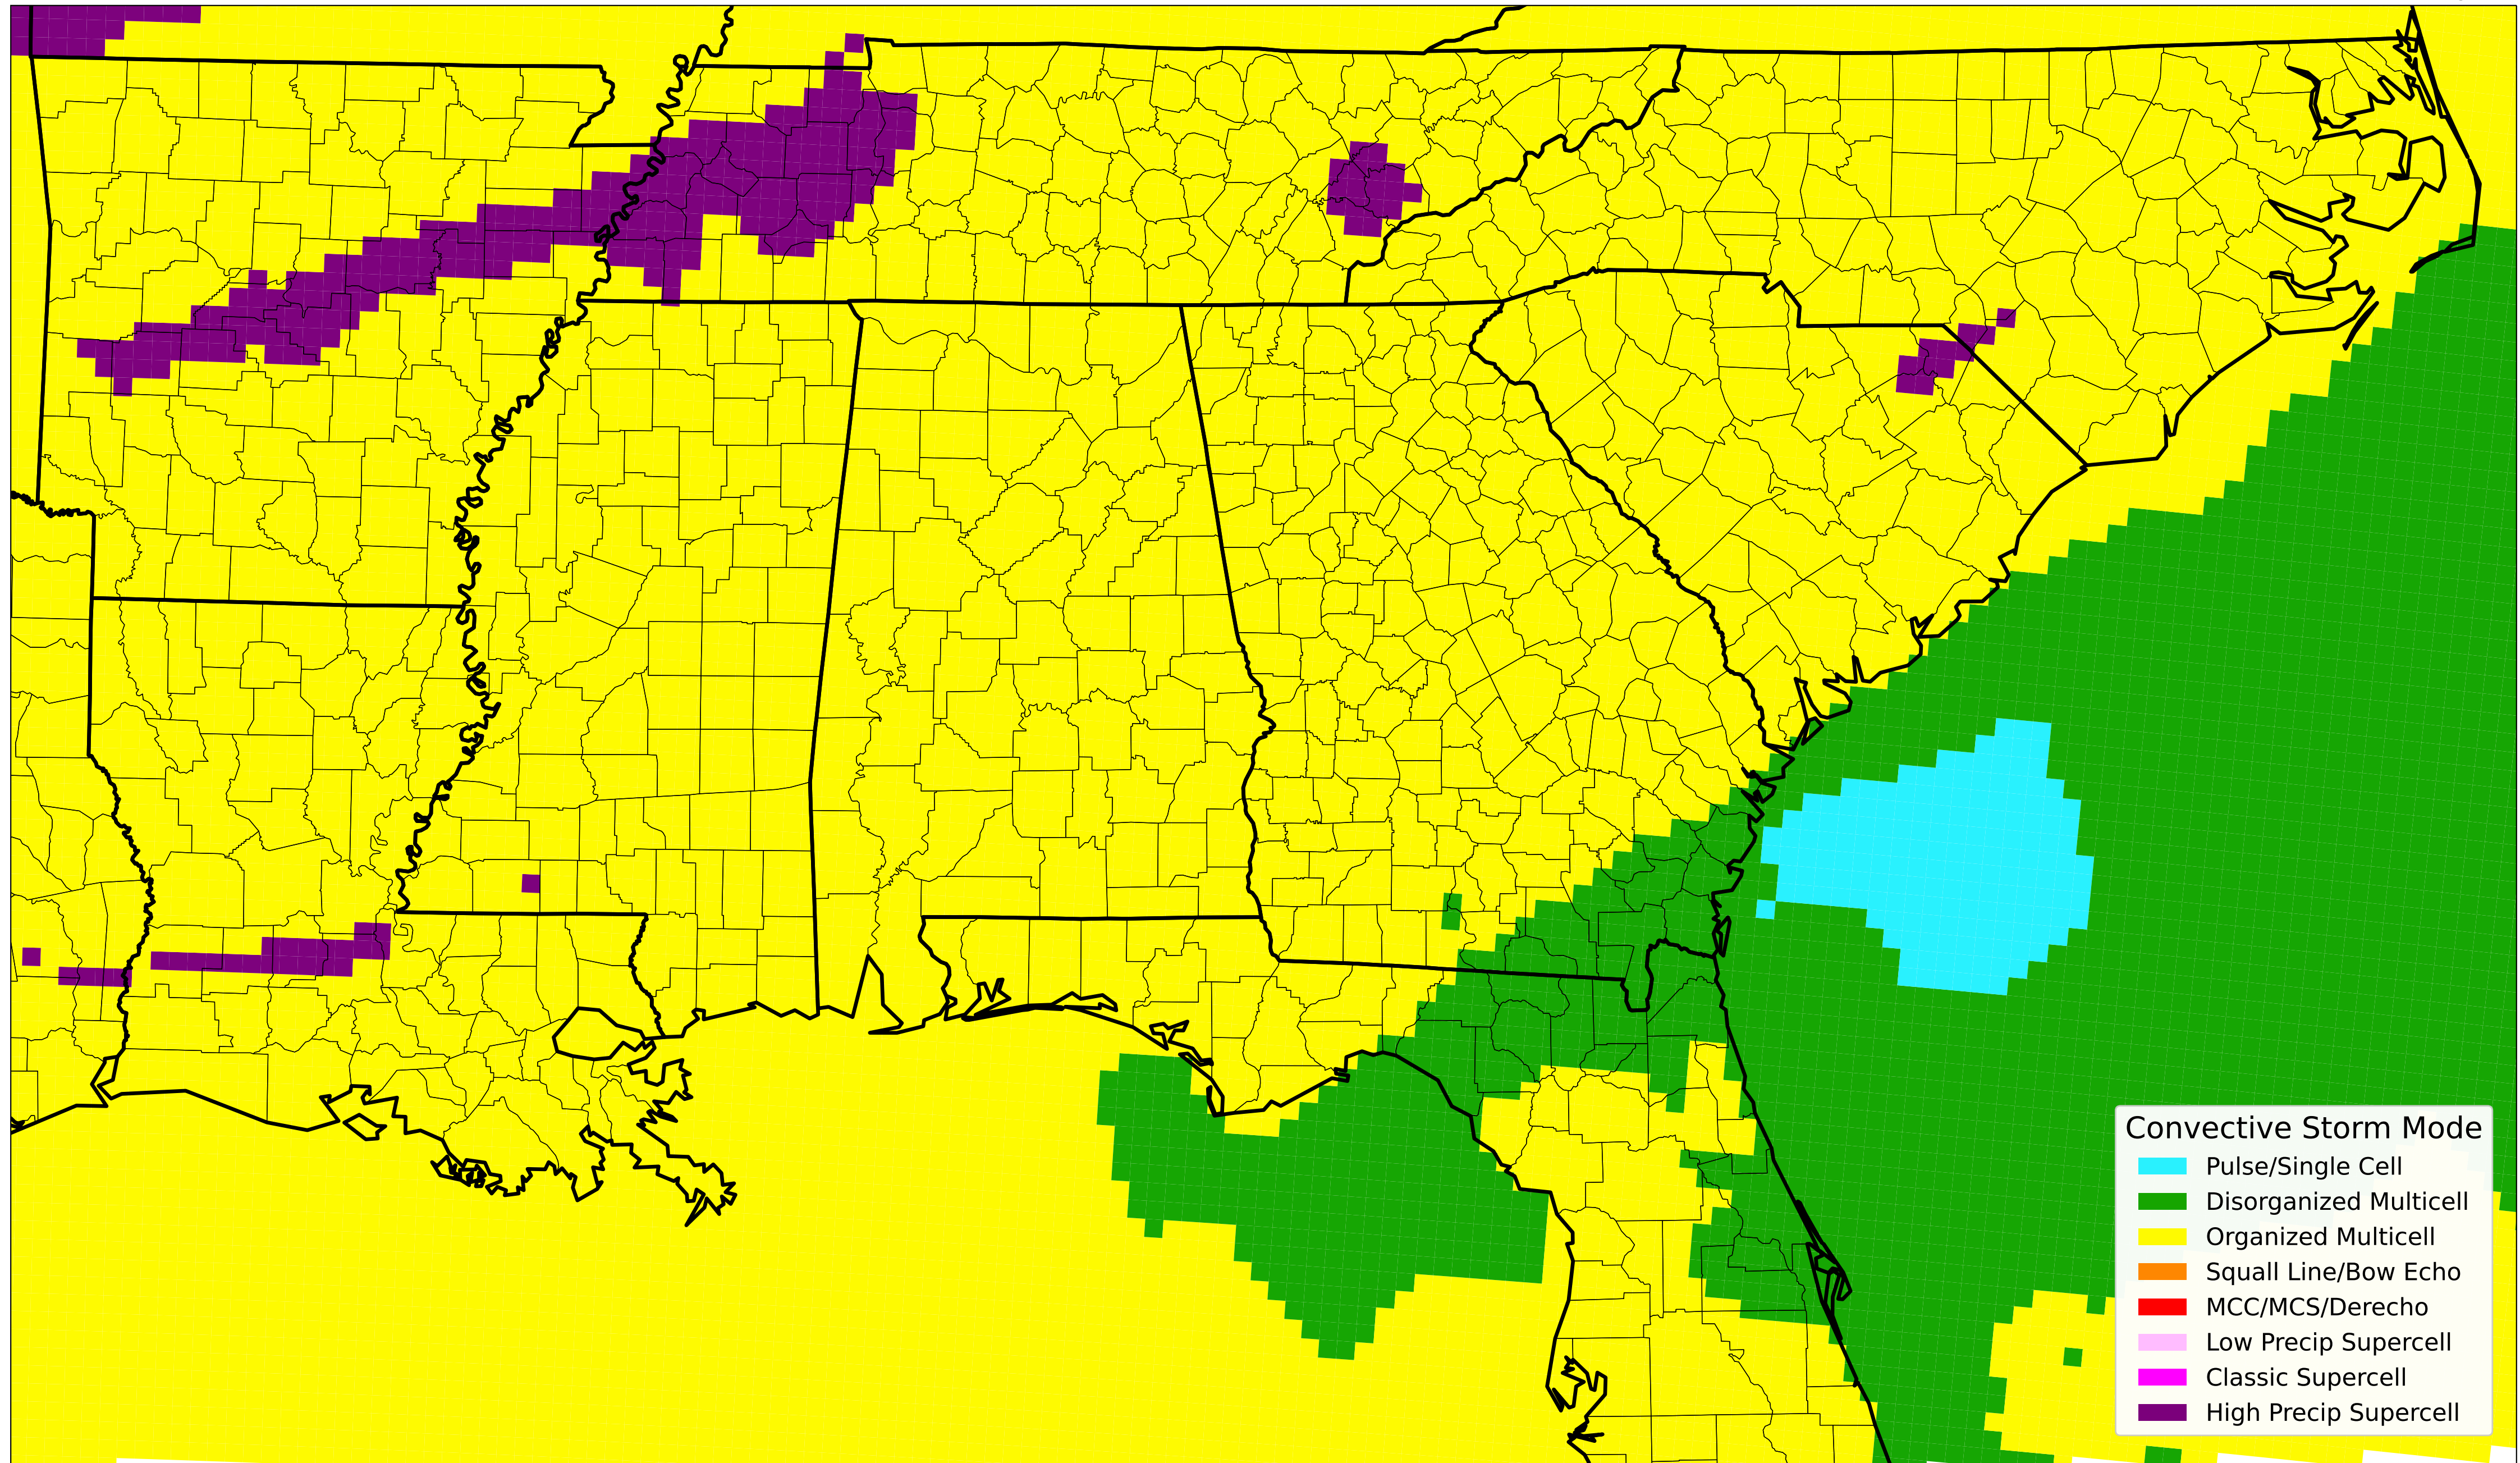 Convective Storm Mode
Pulse/Single Cell
Disorganized Multicell
Organized Multicell
Squall Line/Bow Echo
MCC/MCS/Derecho
Low Precip Supercell
Classic Supercell
High Precip Supercell